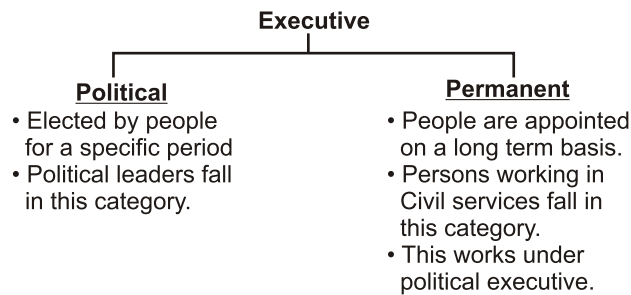 Executive
Political
• Elected by people
for a specific period
• Political leaders fall
in this category.
Permanent
• People are appointed
on a long term basis.
• Persons working in
Civil services fall in
this category.
• This works under
political executive.